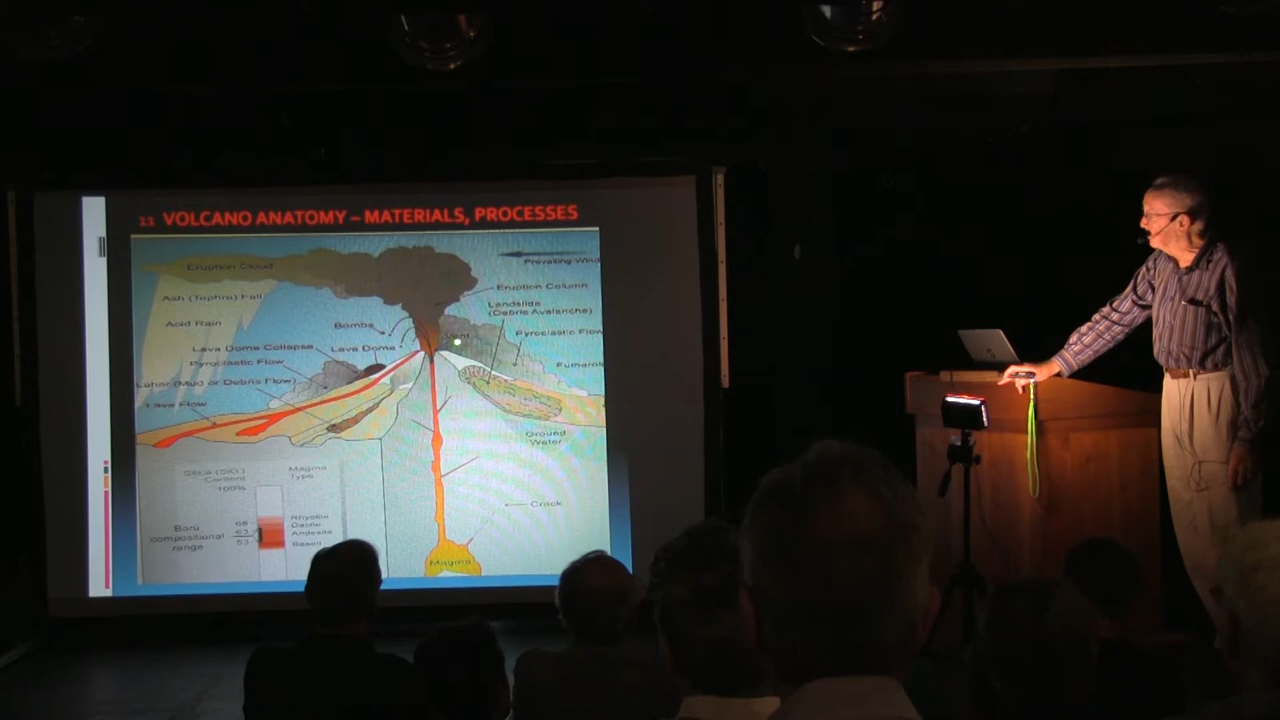 11 VOLCANO ANATOMY – MATERIALS, PROCESSES
Eruption Cloud
Prevailing Wind
Ash (Tephra) Fall
Eruption Column
Landslide
(Debris Avalanche)
Acid Rain
Bombs
Vent
Pyroclastic Flow
Lava Dome Collapse
Lava Dome
Pyroclastic Flow
Fumarol
Lahar (Mud or Debris Flow)
Lava Flow
Ground
Water
Silica (SiO
Content
100%
Magma
Type
Crack
Barú
compositional
range
68
63
53
Rhyolite
Dacite
Andesite
Basalt
Magma